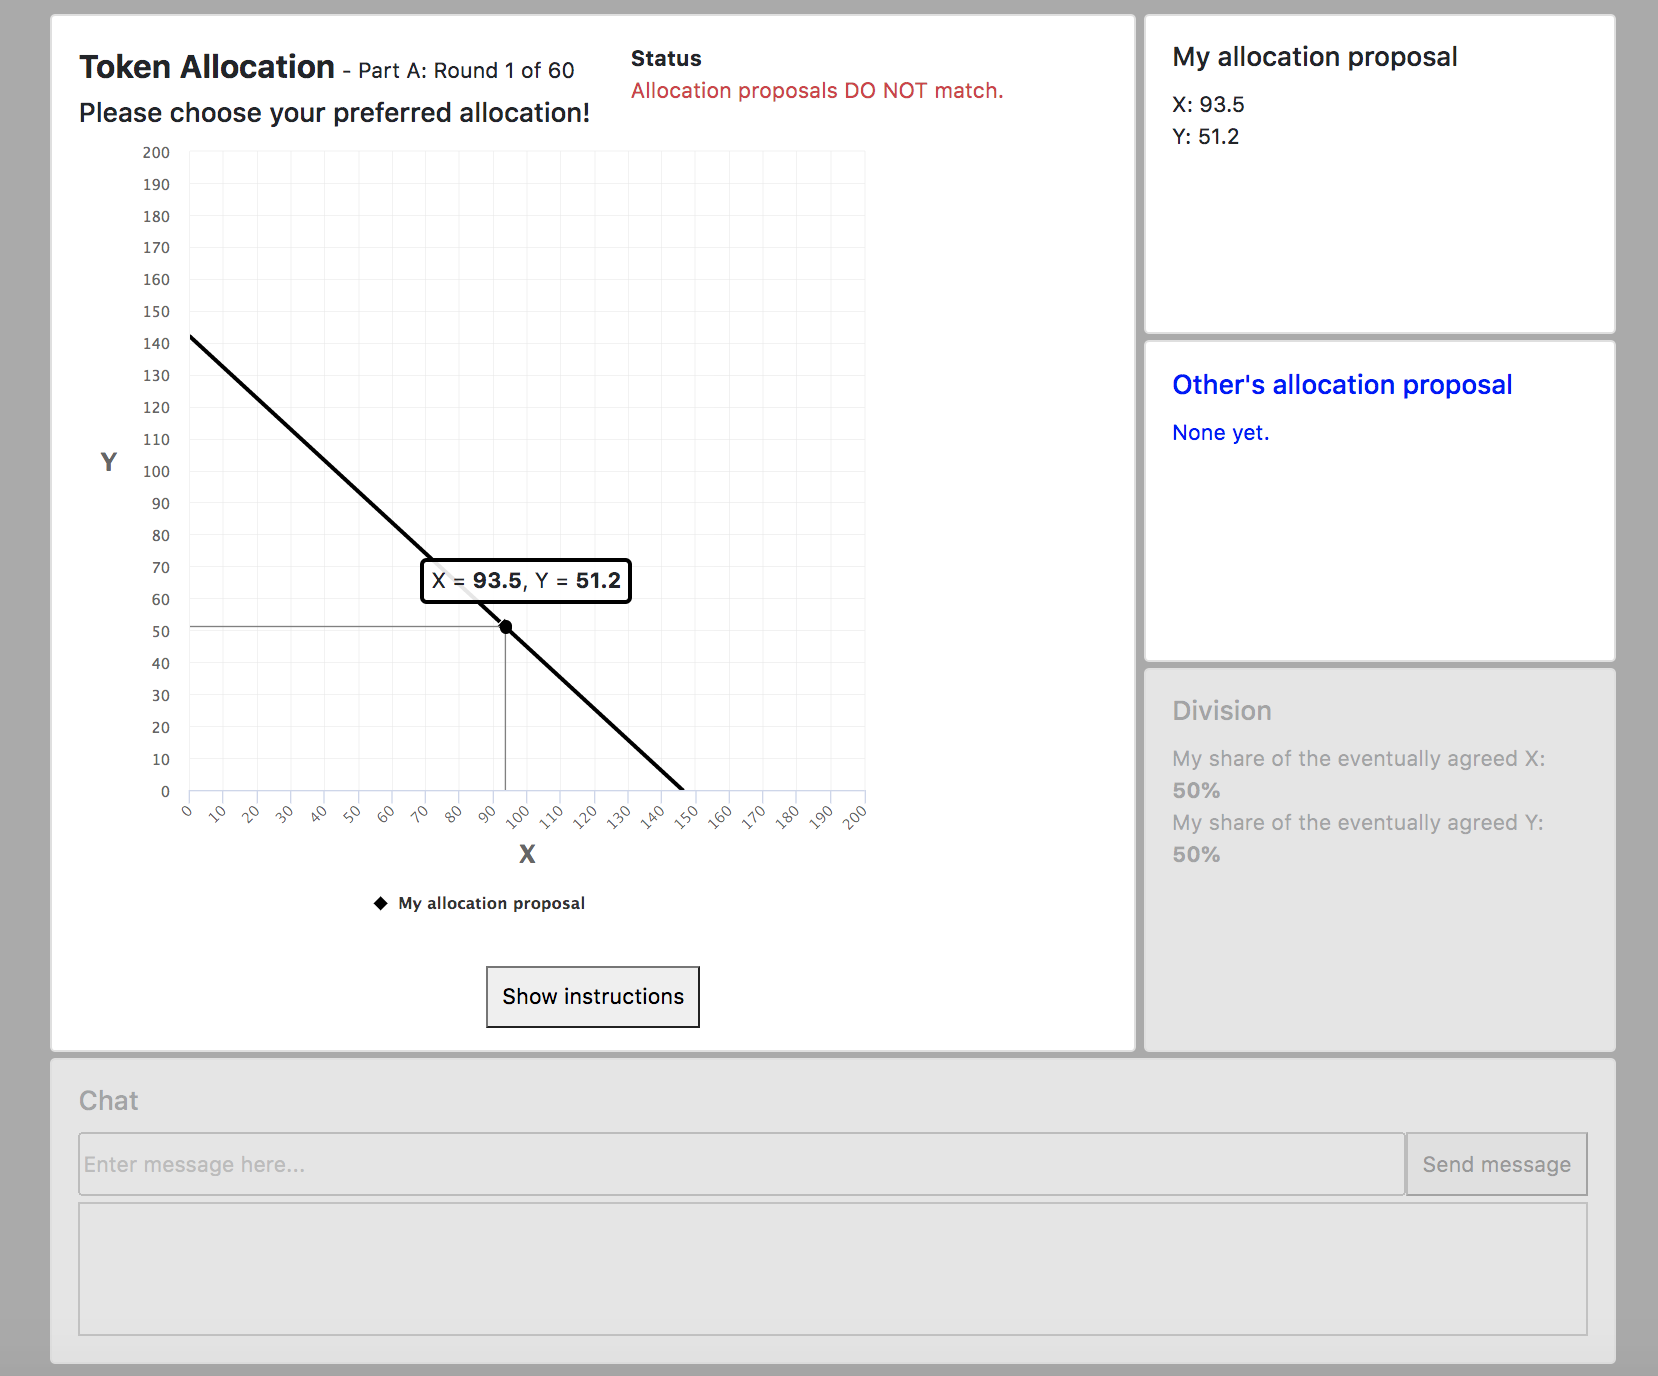 Token Allocation - Part A: Round 1 of 60
Please choose your preferred allocation!
Status
Allocation proposals DO NOT match.
200
190
180
170
160
150
140
130
120
110
100
90
80
70
60
50
40
30
20
10
0
Y
X = 93.5, Y = 51.2
0 10 20 30 40 50 60 70 80 90 100 110 120 130 140 150 160 170 180 190 200
X
My allocation proposal
Show instructions
My allocation proposal
X: 93.5
Y: 51.2
Other's allocation proposal
None yet.
Division
My share of the eventually agreed X:
50%
My share of the eventually agreed Y:
50%
Chat
Enter message here...
Send message